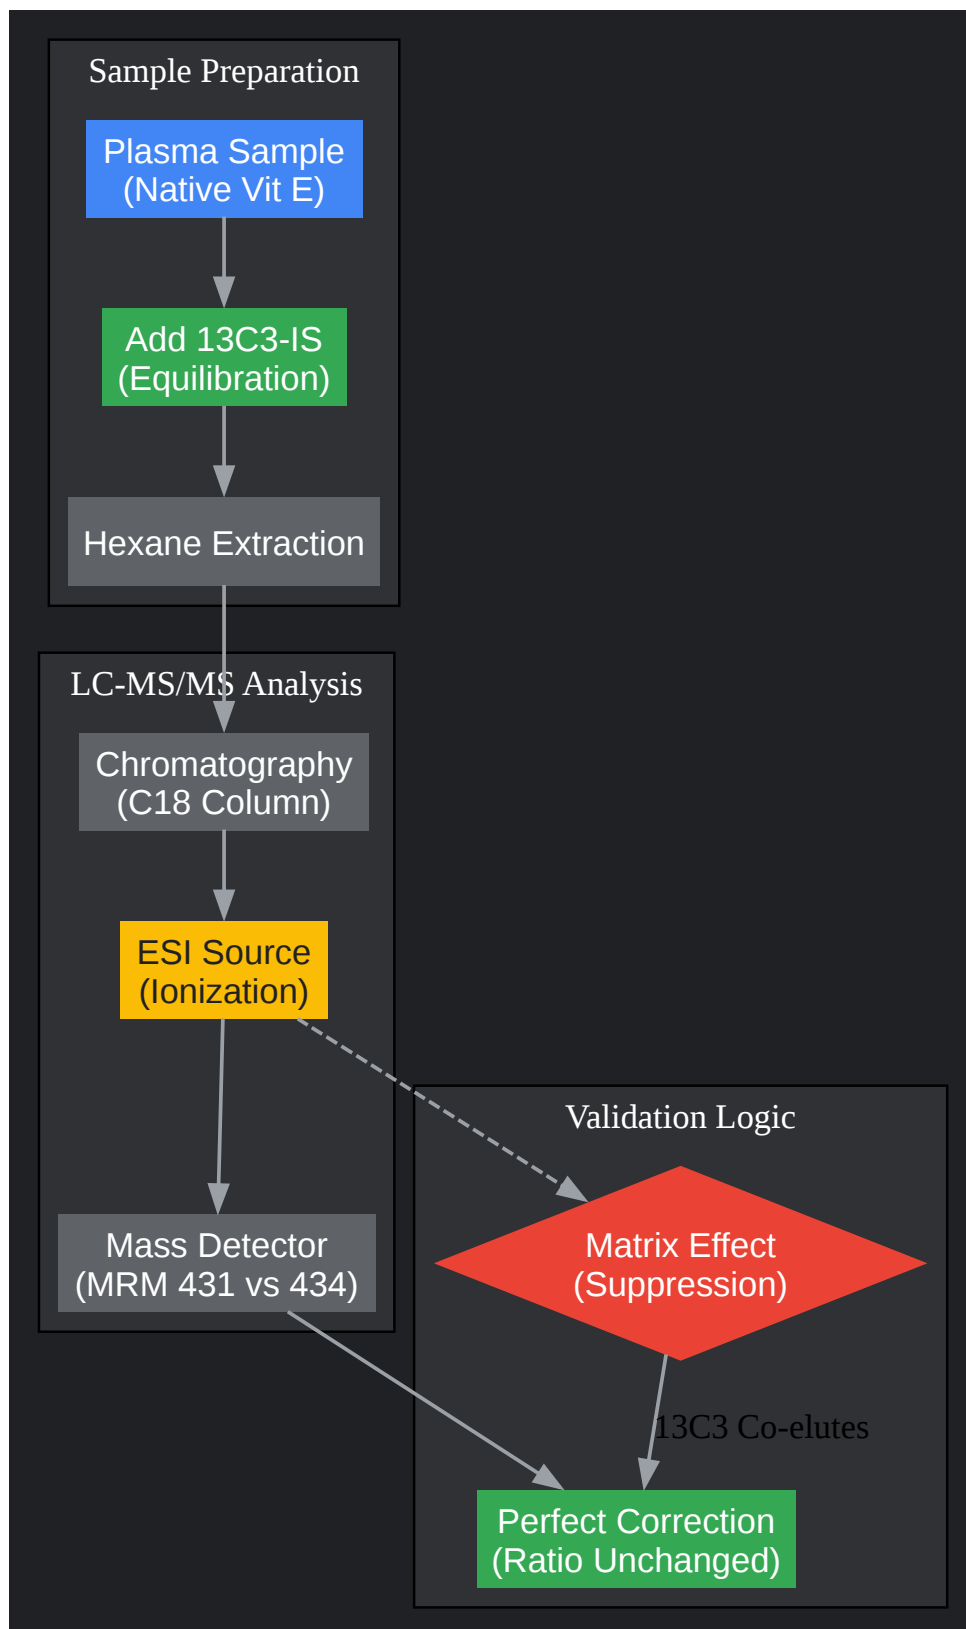 Sample Preparation
Plasma Sample
(Native Vit E)
Add 13C3-IS
(Equilibration)
Hexane Extraction
LC-MS/MS Analysis
Chromatography
(C18 Column)
ESI Source
(Ionization)
Mass Detector
(MRM 431 vs 434)
Validation Logic
Matrix Effect
(Suppression)
13C3 Co-elutes
Perfect Correction
(Ratio Unchanged)